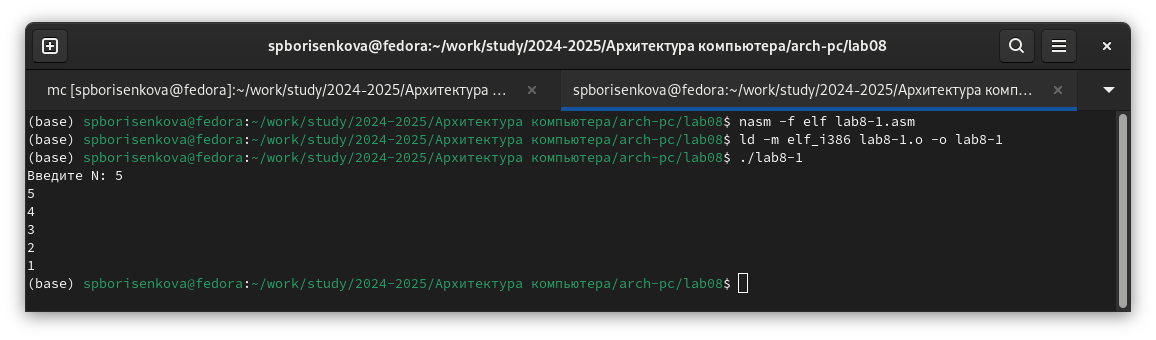 spborisenkova@fedora:~/work/study/2024-2025/Архитектура компьютера/arch-pc/lab08
mc [spborisenkova@fedora]:~/work/study/2024-2025/Архитектура ...
spborisenkova@fedora:~/work/study/2024-2025/Архитектура комп...
(base) spborisenkova@fedora:~/work/study/2024-2025/Архитектура компьютера/arch-pc/lab08$ nasm -f elf lab8-1.asm
(base) spborisenkova@fedora:~/work/study/2024-2025/Архитектура компьютера/arch-pc/lab08$ ld -m elf_i386 lab8-1.o -o lab8-1
(base) spborisenkova@fedora:~/work/study/2024-2025/Архитектура компьютера/arch-pc/lab08$ ./lab8-1
Введите N: 5
5
4
3
2
1
(base) spborisenkova@fedora:~/work/study/2024-2025/Архитектура компьютера/arch-pc/lab08$